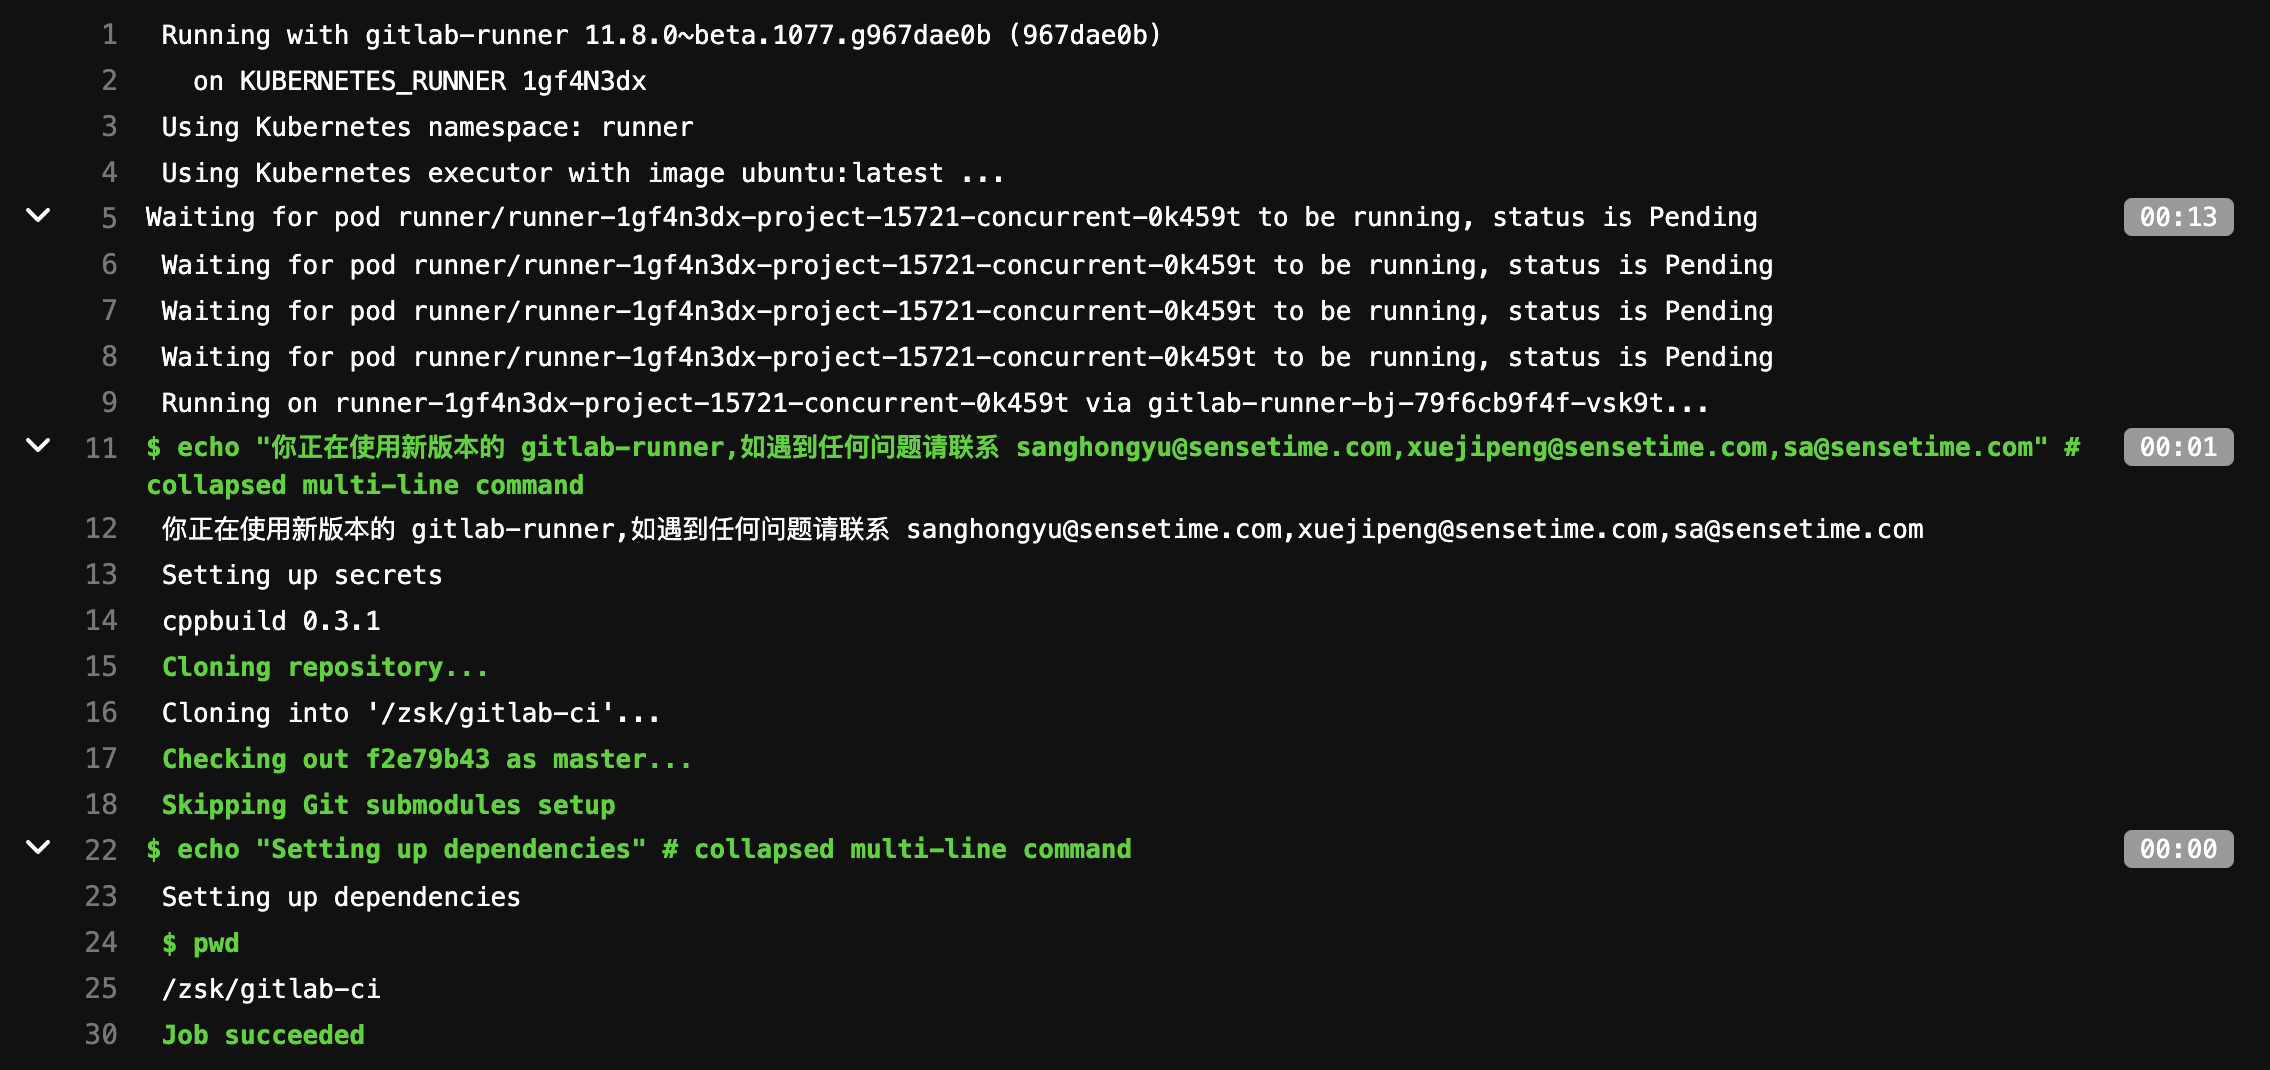 1 Running with gitlab-runner 11.8.0~beta.1077.g967dae0b (967dae0b)
2 on KUBERNETES_RUNNER 1gf4N3dx
3 Using Kubernetes namespace: runner
4 Using Kubernetes executor with image ubuntu:latest ...
5 Waiting for pod runner/runner-1gf4n3dx-project-15721-concurrent-0k459t to be running, status is Pending 00:13
6 Waiting for pod runner/runner-1gf4n3dx-project-15721-concurrent-0k459t to be running, status is Pending
7 Waiting for pod runner/runner-1gf4n3dx-project-15721-concurrent-0k459t to be running, status is Pending
8 Waiting for pod runner/runner-1gf4n3dx-project-15721-concurrent-0k459t to be running, status is Pending
9 Running on runner-1gf4n3dx-project-15721-concurrent-0k459t via gitlab-runner-bj-79f6cb9f4f-vsk9t...
11 $ echo "你正在使用新版本的 gitlab-runner,如遇到任何问题请联系 sanghongyu@sensetime.com,xuejipeng@sensetime.com,sa@sensetime.com" # 00:01
collapsed multi-line command
12 你正在使用新版本的 gitlab-runner,如遇到任何问题请联系 sanghongyu@sensetime.com,xuejipeng@sensetime.com,sa@sensetime.com
13 Setting up secrets
14 cppbuild 0.3.1
15 Cloning repository...
16 Cloning into '/zsk/gitlab-ci'...
17 Checking out f2e79b43 as master...
18 Skipping Git submodules setup
22 $ echo "Setting up dependencies" # collapsed multi-line command 00:00
23 Setting up dependencies
24 $ pwd
25 /zsk/gitlab-ci
30 Job succeeded